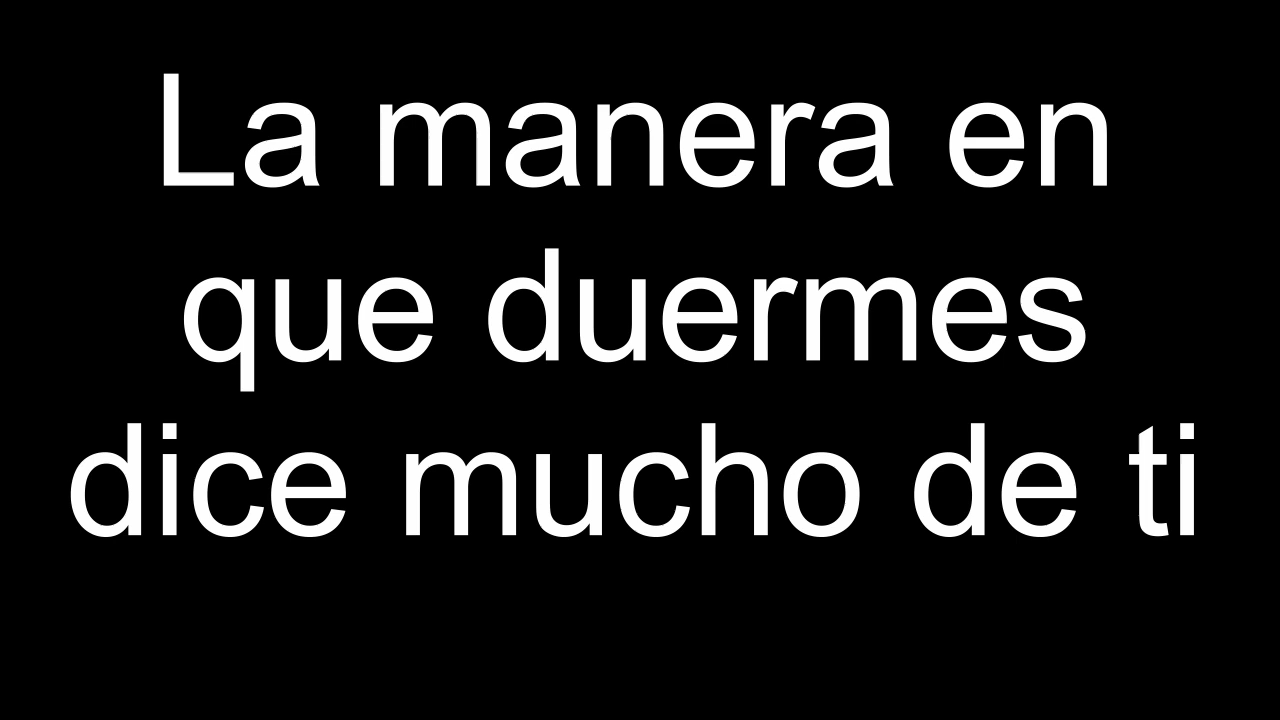 La manera en
que duermes
dice mucho de ti